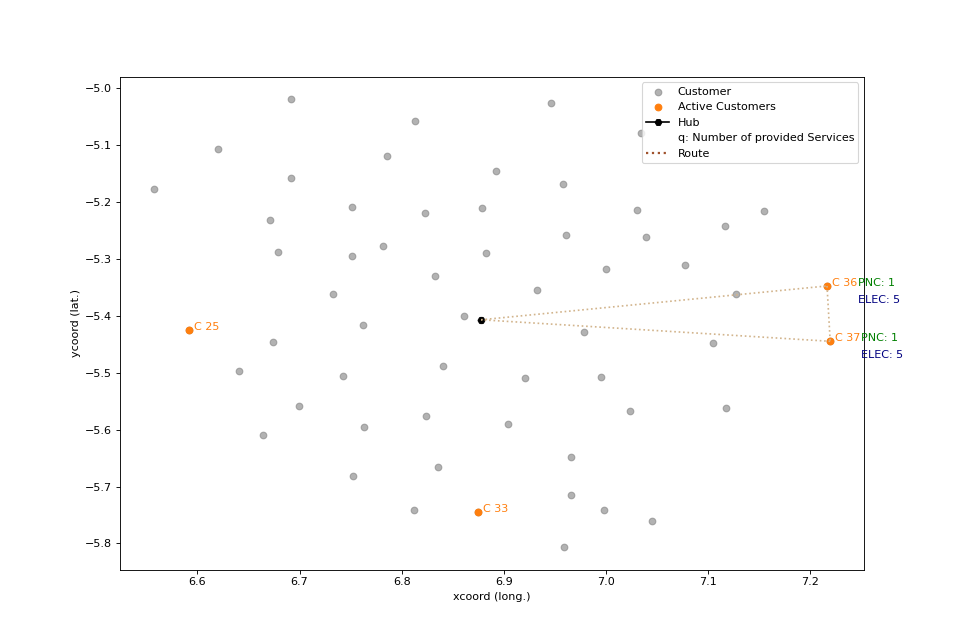 Customer
Active Customers
Hub
q: Number of provided Services
Route
−5.0
−5.1
−5.2
−5.3
−5.4
−5.5
−5.6
−5.7
−5.8
ycoord (lat.)
C 36 PNC: 1
ELEC: 5
C 25
C 37 PNC: 1
ELEC: 5
C 33
6.6 6.7 6.8 6.9 7.0 7.1 7.2
xcoord (long.)